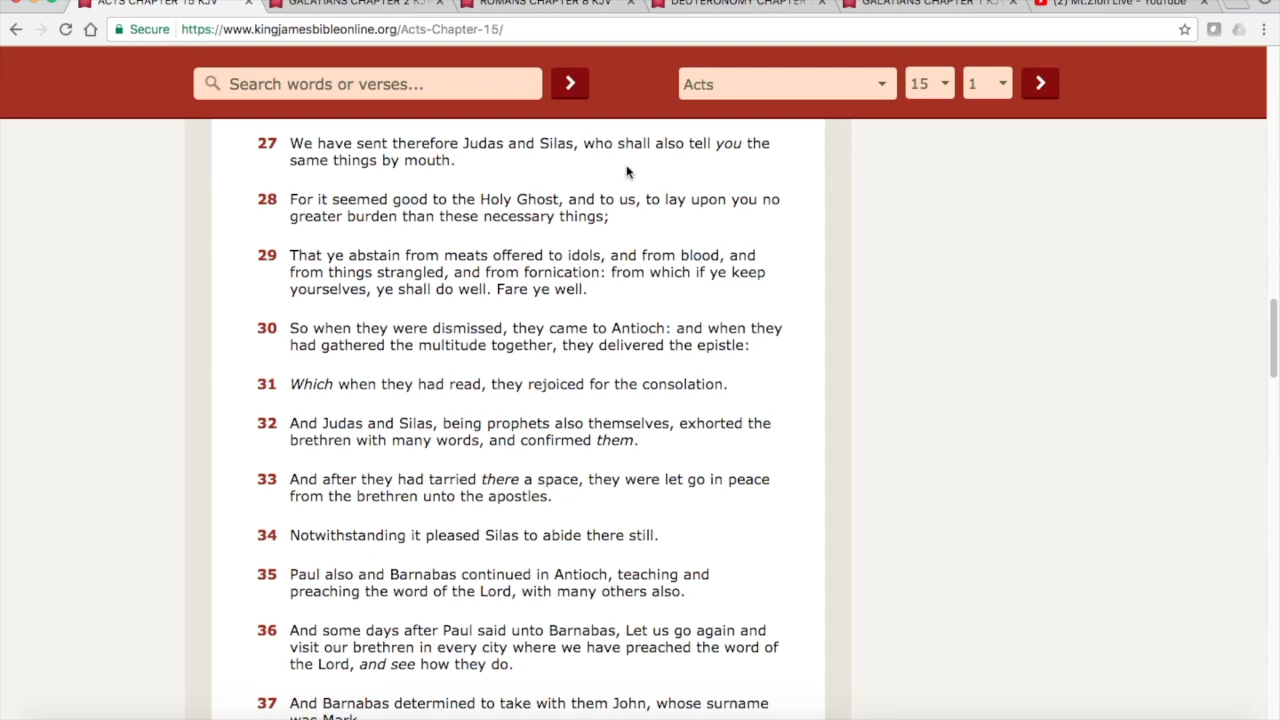 ACTS CHAPTER 15 KJV
GALATIANS CHAPTER 2 KJV
ROMANS CHAPTER 8 KJV
DEUTERONOMY CHAPTER
GALATIANS CHAPTER 1 KJV
(2) Mt.Zion Live - YouTube
Secure https://www.kingjamesbibleonline.org/Acts-Chapter-15/
Search words or verses... Acts 15 1
27 We have sent therefore Judas and Silas, who shall also tell you the
same things by mouth.
28 For it seemed good to the Holy Ghost, and to us, to lay upon you no
greater burden than these necessary things;
29 That ye abstain from meats offered to idols, and from blood, and
from things strangled, and from fornication: from which if ye keep
yourselves, ye shall do well. Fare ye well.
30 So when they were dismissed, they came to Antioch: and when they
had gathered the multitude together, they delivered the epistle:
31 Which when they had read, they rejoiced for the consolation.
32 And Judas and Silas, being prophets also themselves, exhorted the
brethren with many words, and confirmed them.
33 And after they had tarried there a space, they were let go in peace
from the brethren unto the apostles.
34 Notwithstanding it pleased Silas to abide there still.
35 Paul also and Barnabas continued in Antioch, teaching and
preaching the word of the Lord, with many others also.
36 And some days after Paul said unto Barnabas, Let us go again and
visit our brethren in every city where we have preached the word of
the Lord, and see how they do.
37 And Barnabas determined to take with them John, whose surname
was Mark.